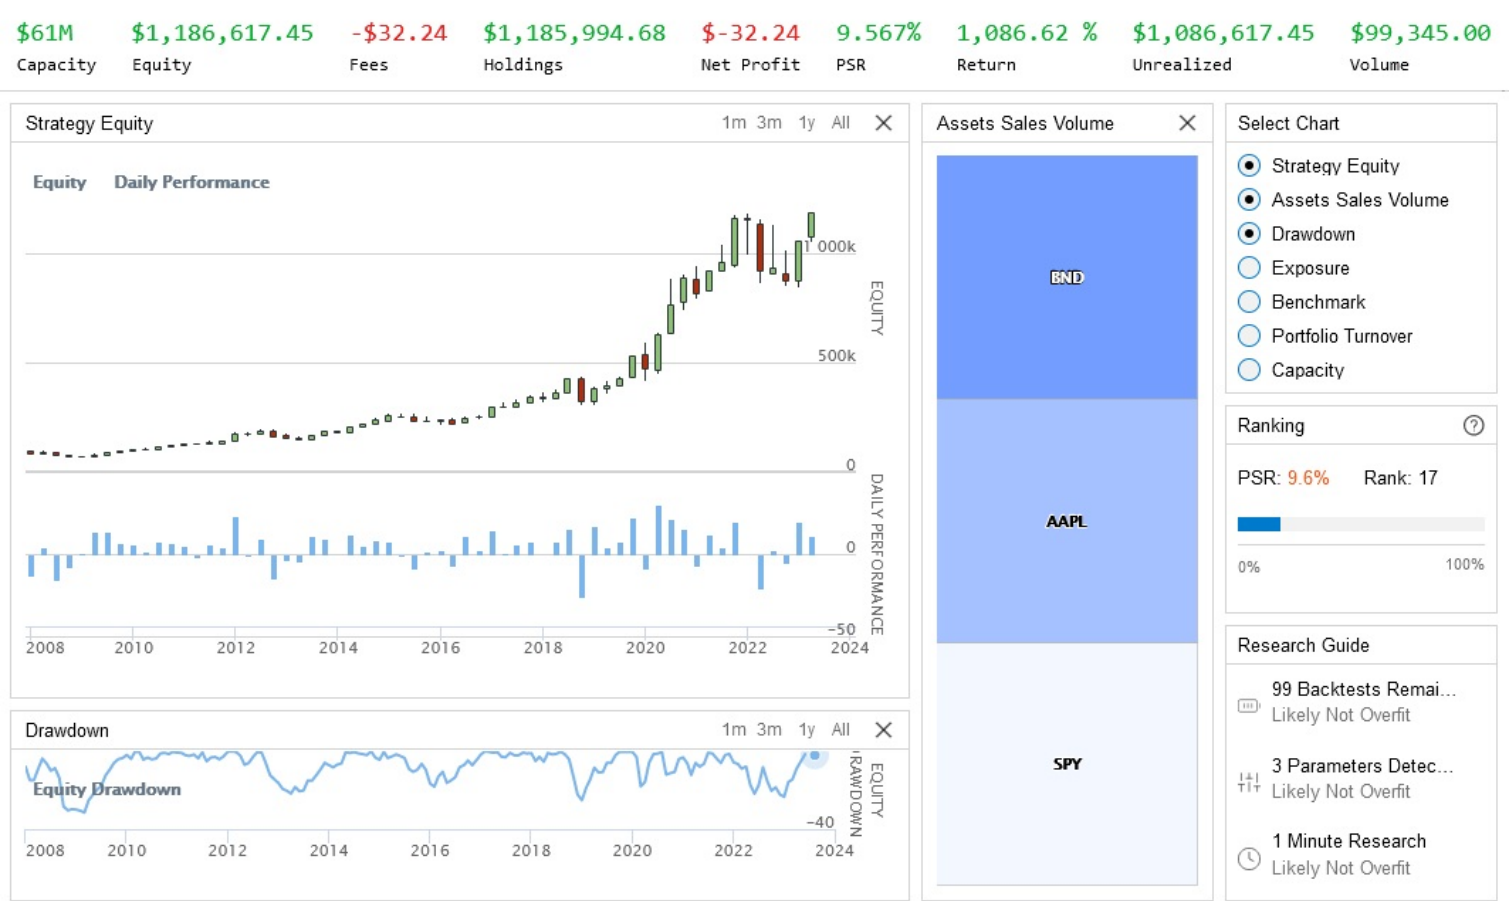 $61M $1,186,617.45 -$32.24 $1,185,994.68 $-32.24 9.567% 1,086.62 % $1,086,617.45 $99,345.00
Capacity Equity Fees Holdings Net Profit PSR Return Unrealized Volume
Strategy Equity 1m 3m 1y All
Equity Daily Performance
1 000k
500k
0
EQUITY
0
-50
DAILY PERFORMANCE
2008 2010 2012 2014 2016 2018 2020 2022 2024
Drawdown 1m 3m 1y All
Equity Drawdown
-40
EQUITY
DRAWDOWN
2008 2010 2012 2014 2016 2018 2020 2022 2024
Assets Sales Volume
BND
AAPL
SPY
Select Chart
Strategy Equity
Assets Sales Volume
Drawdown
Exposure
Benchmark
Portfolio Turnover
Capacity
Ranking ?
PSR: 9.6% Rank: 17
0% 100%
Research Guide
99 Backtests Remai...
Likely Not Overfit
3 Parameters Detec...
Likely Not Overfit
1 Minute Research
Likely Not Overfit